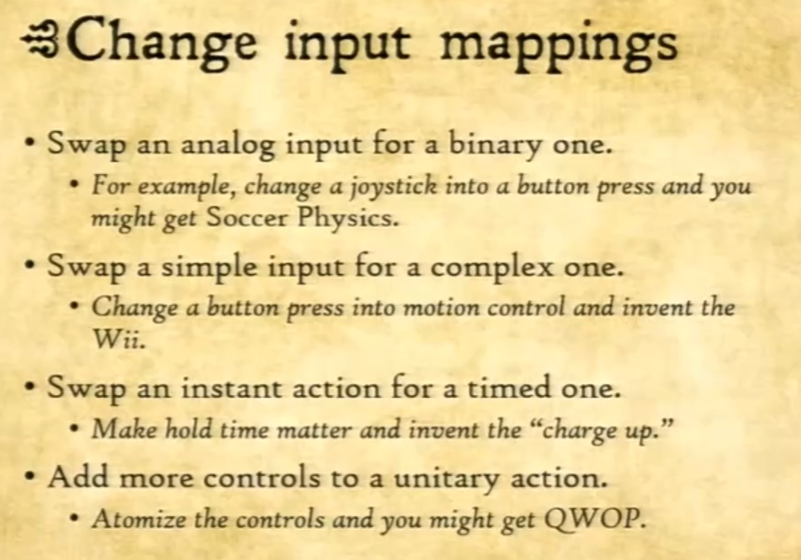 Change input mappings
• Swap an analog input for a binary one.
• For example, change a joystick into a button press and you
might get Soccer Physics.
• Swap a simple input for a complex one.
• Change a button press into motion control and invent the
Wii.
• Swap an instant action for a timed one.
• Make hold time matter and invent the “charge up.”
• Add more controls to a unitary action.
• Atomize the controls and you might get QWOP.